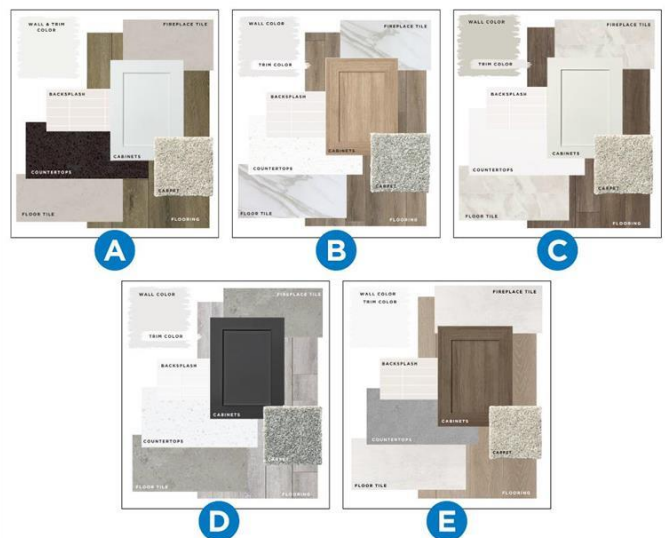 WALL & TRIM
COLOR
FIREPLACE TILE
BACKSPLASH
CABINETS
COUNTERTOPS
CARPET
FLOOR TILE
FLOORING
A
WALL COLOR
FIREPLACE TILE
TRIM COLOR
BACKSPLASH
CABINETS
COUNTERTOPS
CARPET
FLOOR TILE
FLOORING
B
WALL COLOR
FIREPLACE TILE
TRIM COLOR
BACKSPLASH
CABINETS
COUNTERTOPS
CARPET
FLOOR TILE
FLOORING
C
WALL COLOR
FIREPLACE TILE
TRIM COLOR
BACKSPLASH
CABINETS
COUNTERTOPS
CARPET
FLOOR TILE
FLOORING
D
WALL COLOR
TRIM COLOR
FIREPLACE TILE
BACKSPLASH
CABINETS
COUNTERTOPS
CARPET
FLOOR TILE
FLOORING
E